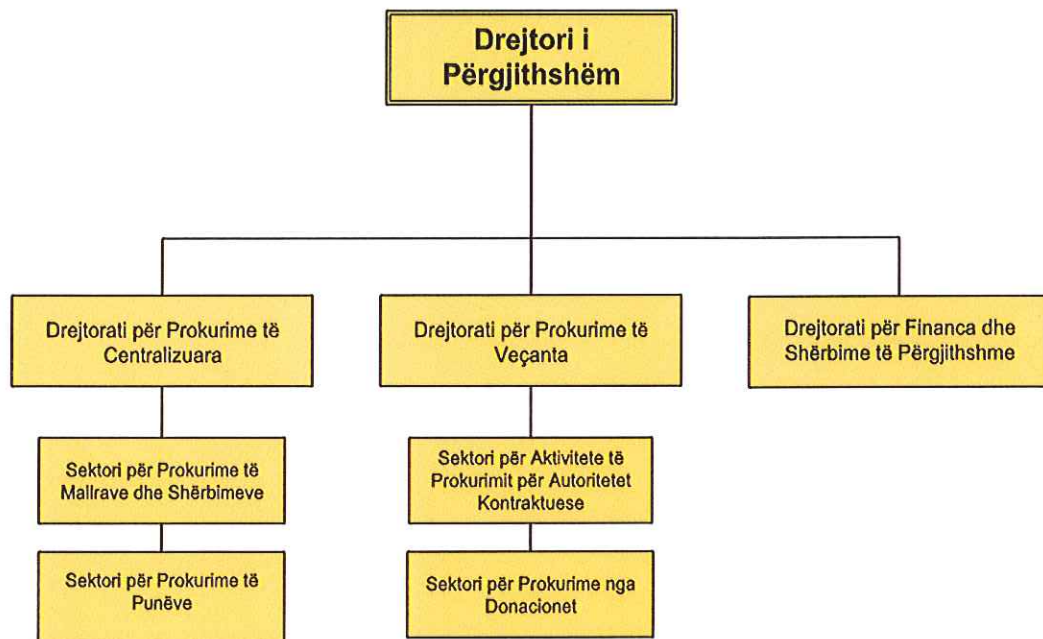 Drejtori i
Përgjithshëm
Drejtorati për Prokurime të
Centralizuara
Drejtorati për Prokurime të
Veçanta
Drejtorati për Financa dhe
Shërbime të Përgjithshme
Sektori për Prokurime të
Mallrave dhe Shërbimeve
Sektori për Aktivitete të
Prokurimit për Autoritetet
Kontraktuese
Sektori për Prokurime të
Punëve
Sektori për Prokurime nga
Donacionet